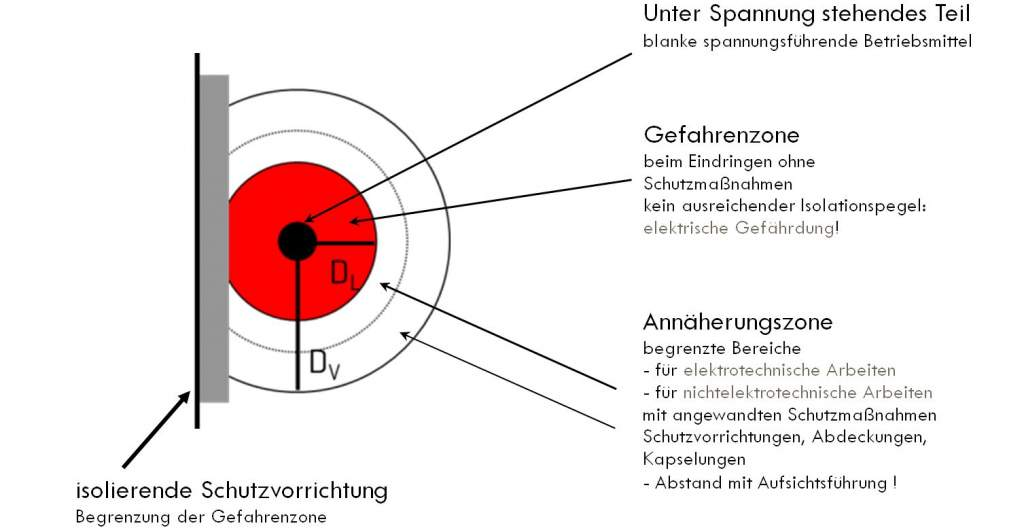 Unter Spannung stehendes Teil
blanke spannungsführende Betriebsmittel
Gefahrenzone
beim Eindringen ohne
Schutzmaßnahmen
kein ausreichender Isolationspegel:
elektrische Gefährdung!
D_L
D_V
Annäherungszone
begrenzte Bereiche
- für elektrotechnische Arbeiten
- für nichtelektrotechnische Arbeiten
mit angewandten Schutzmaßnahmen
Schutzvorrichtungen, Abdeckungen,
Kapselungen
- Abstand mit Aufsichtsführung !
isolierende Schutzvorrichtung
Begrenzung der Gefahrenzone